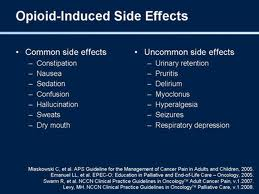 Opioid-Induced Side Effects
• Common side effects
– Constipation
– Nausea
– Sedation
– Confusion
– Hallucination
– Sweats
– Dry mouth
• Uncommon side effects
– Urinary retention
– Pruritis
– Delirium
– Myoclonus
– Hyperalgesia
– Seizures
– Respiratory depression
Miaskowski C, et al. APS Guideline for the Management of Cancer Pain in Adults and Children, 2005.
Emanuel LL, et al. EPEC-O: Education in Palliative and End-of-Life Care – Oncology, 2005.
Swarm R, et al. NCCN Clinical Practice Guidelines in Oncology™ Adult Cancer Pain, v.1.2007.
Levy, MH. NCCN Clinical Practice Guidelines in Oncology™ Palliative Care, v.1.2008.